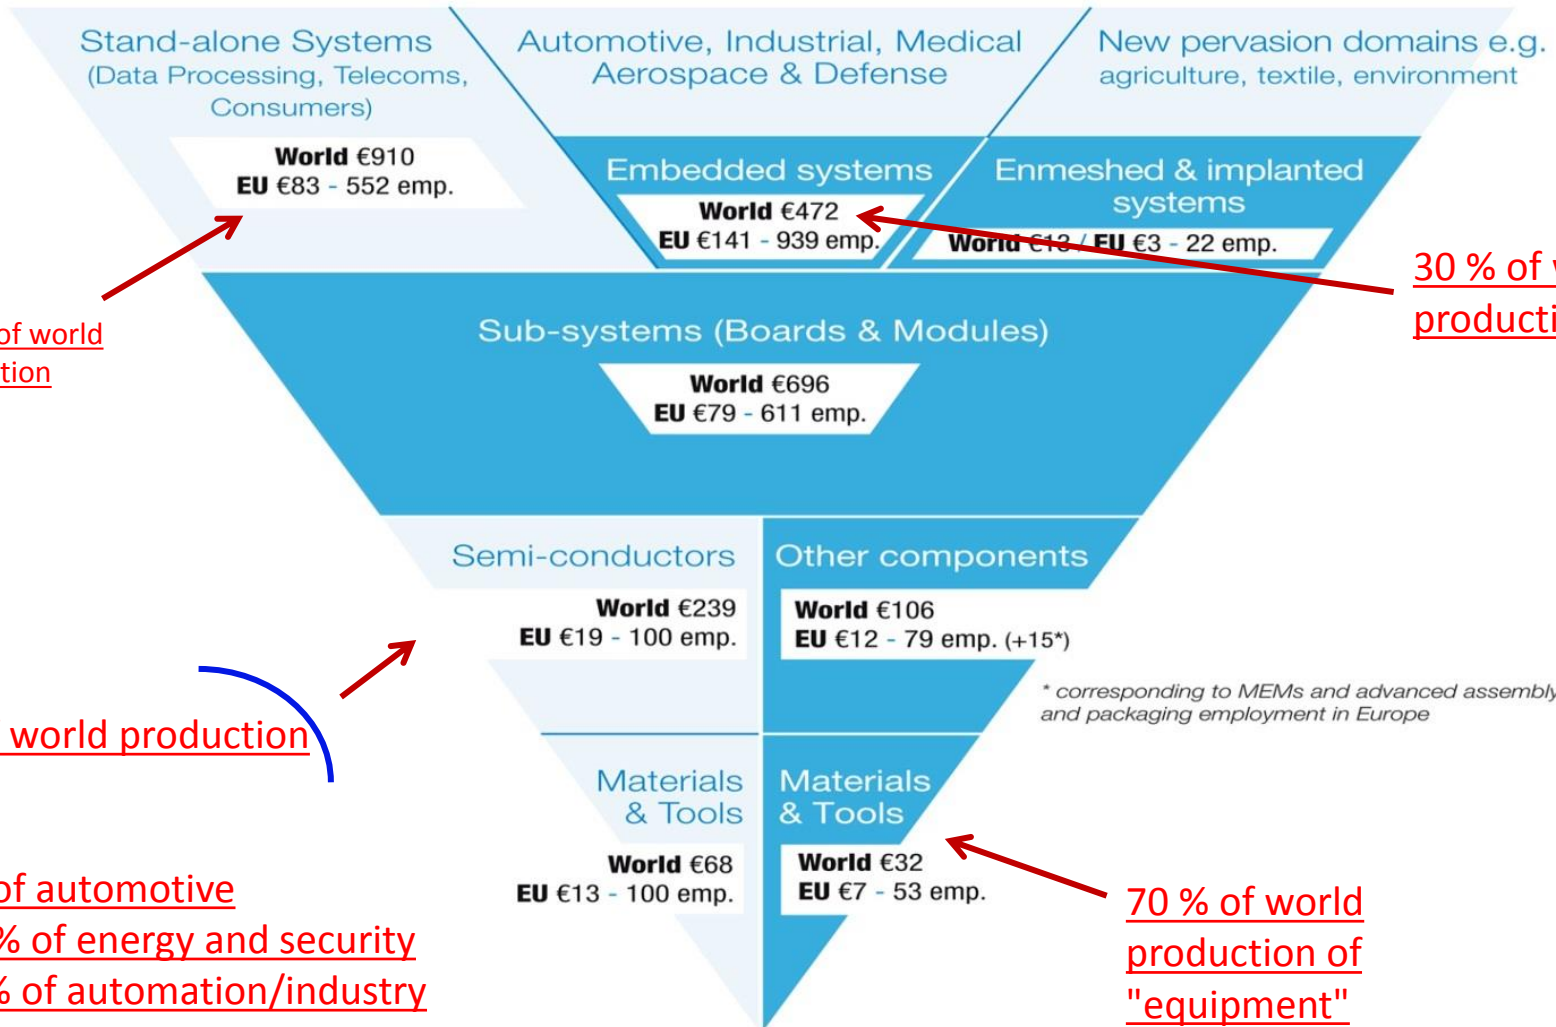 Stand-alone Systems
(Data Processing, Telecoms,
Consumers)
World €910
EU €83 - 552 emp.
Automotive, Industrial, Medical
Aerospace & Defense
New pervasion domains e.g.
agriculture, textile, environment
Embedded systems
World €472
EU €141 - 939 emp.
Enmeshed & implanted
systems
World €13 / EU €3 - 22 emp.
30 % of
of world
Sub-systems (Boards & Modules)
World €696
EU €79 - 611 emp.
Semi-conductors
World €239
EU €19 - 100 emp.
Other components
World €106
EU €12 - 79 emp. (+15*)
* corresponding to MEMs and advanced assembly
and packaging employment in Europe
world production
Materials
& Tools
World €68
EU €13 - 100 emp.
Materials
& Tools
World €32
EU €7 - 53 emp.
of automotive
% of energy and security
% of automation/industry
70 % of world
production of
"equipment"